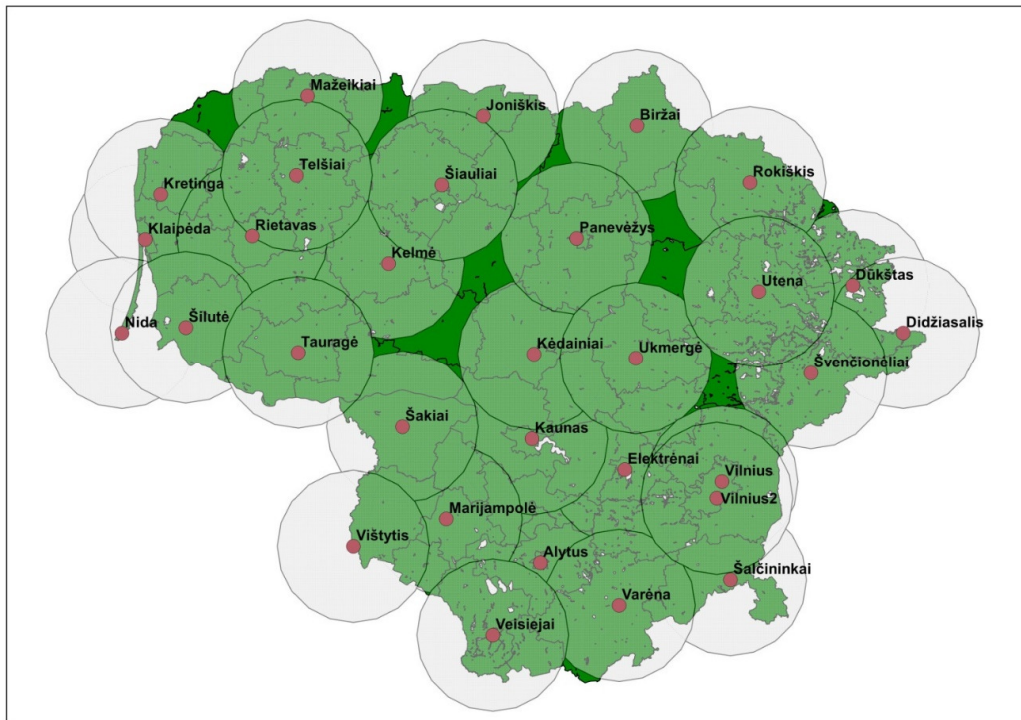 Mažeikiai
Joniškis
Biržai
Telšiai
Šiauliai
Rokiškis
Kretinga
Klaipėda
Rietavas
Panevėžys
Kelmė
Utena
Dūkštas
Nida
Šilutė
Didžiasalis
Tauragė
Kėdainiai
Ukmergė
Švenčionėliai
Šakiai
Kaunas
Elektrėnai
Vilnius
Vilnius2
Marijampolė
Vištytis
Alytus
Šalčininkai
Varėna
Veisiejai